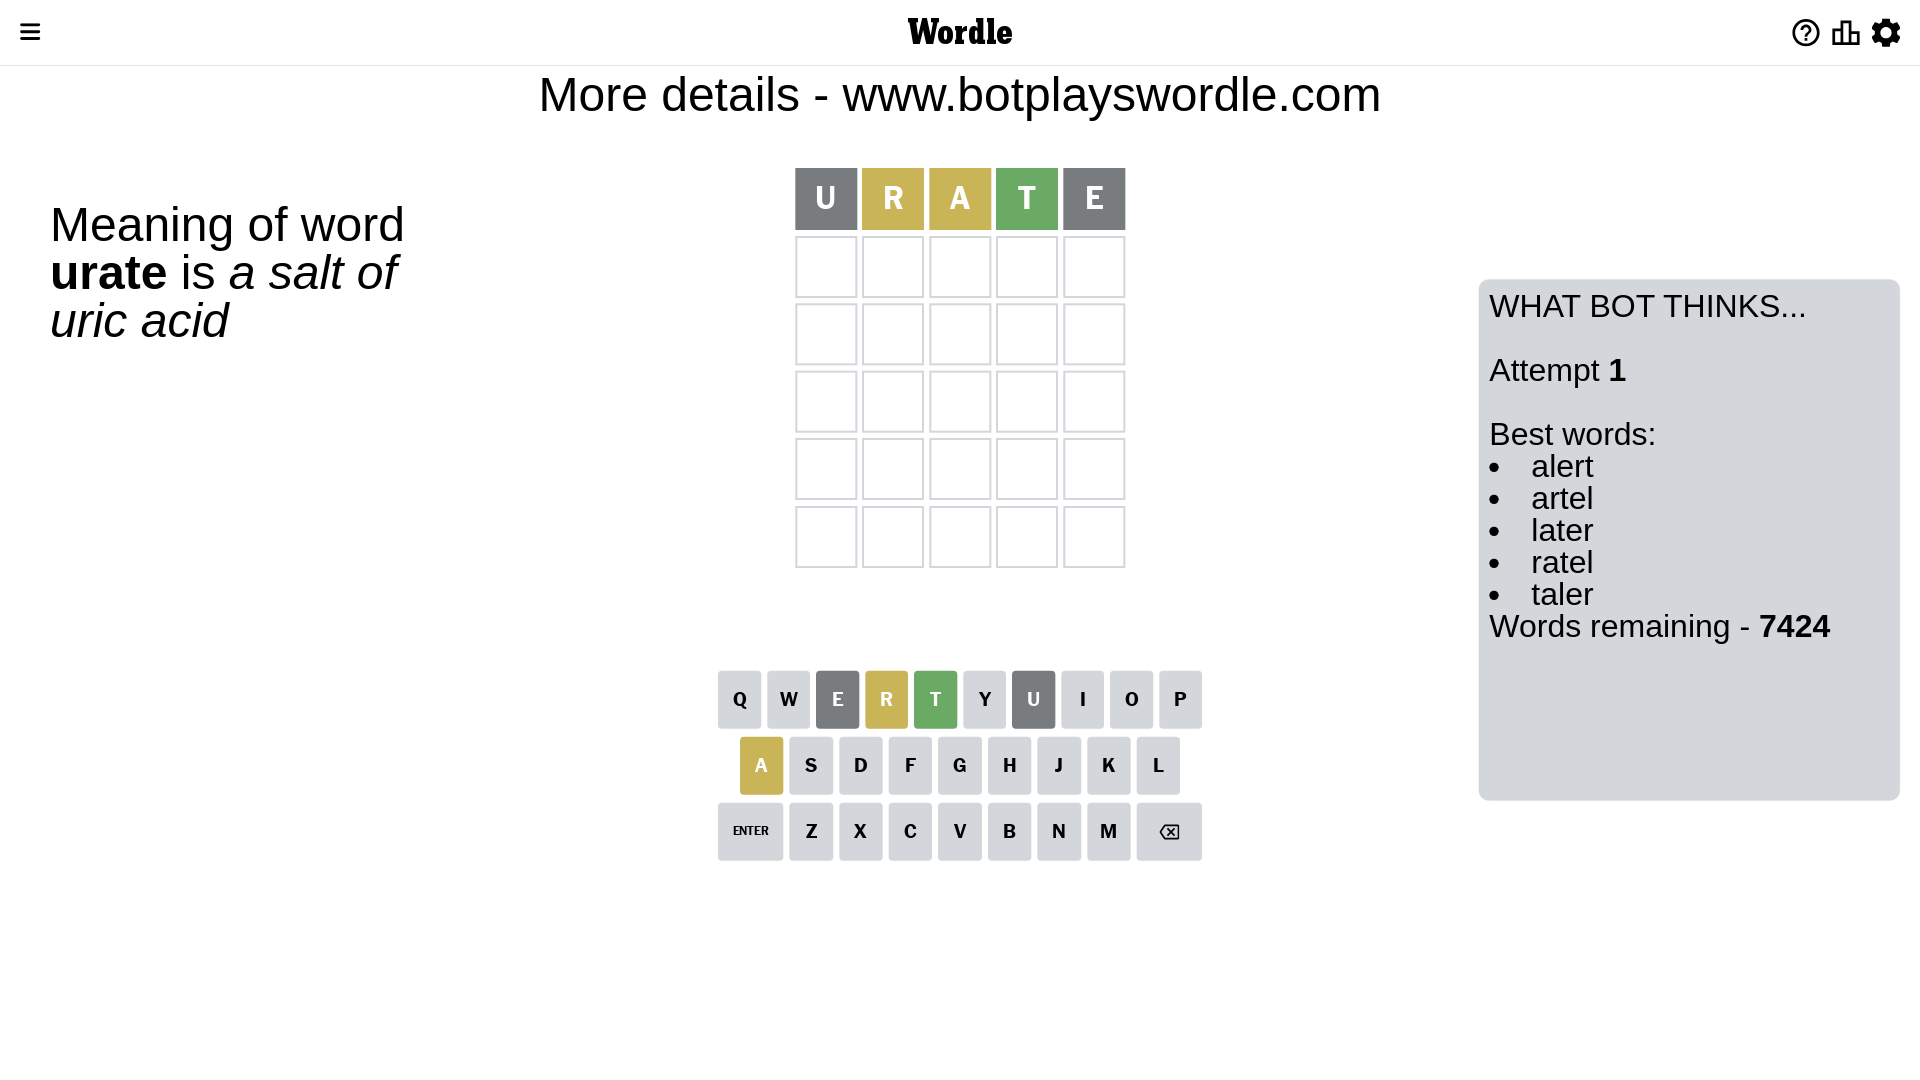 Wordle
More details - www.botplayswordle.com
Meaning of word
urate is a salt of
uric acid
U R A T E
WHAT BOT THINKS...
Attempt 1
Best words:
• alert
• artel
• later
• ratel
• taler
Words remaining - 7424
Q W E R T Y U I O P
A S D F G H J K L
ENTER Z X C V B N M